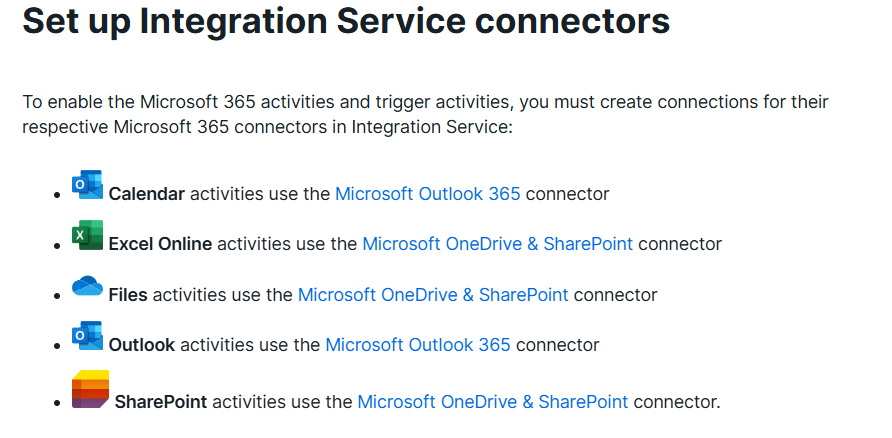 Set up Integration Service connectors
To enable the Microsoft 365 activities and trigger activities, you must create connections for their
respective Microsoft 365 connectors in Integration Service:
• Calendar activities use the Microsoft Outlook 365 connector
• Excel Online activities use the Microsoft OneDrive & SharePoint connector
• Files activities use the Microsoft OneDrive & SharePoint connector
• Outlook activities use the Microsoft Outlook 365 connector
• SharePoint activities use the Microsoft OneDrive & SharePoint connector.